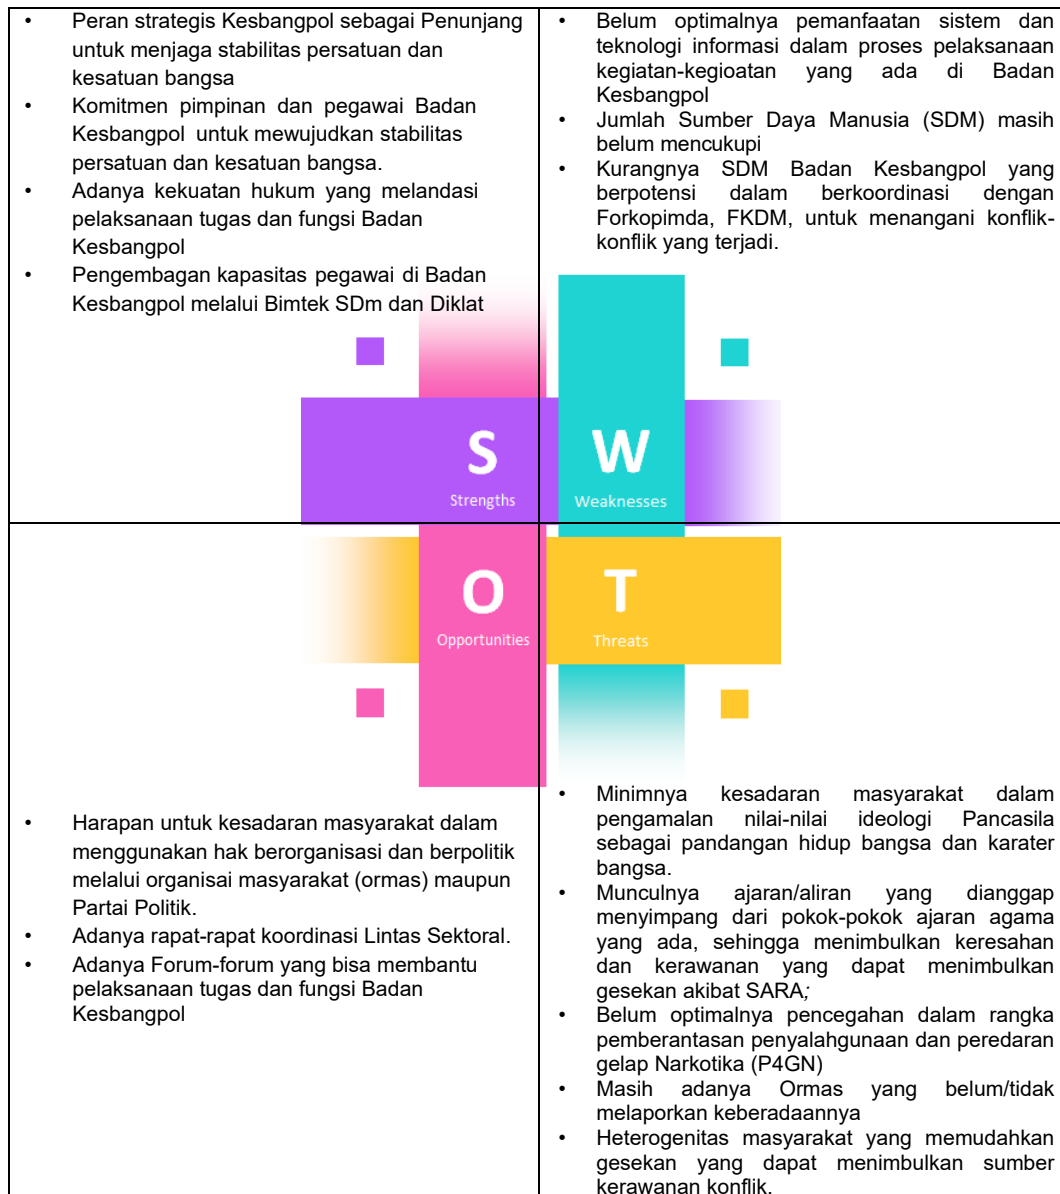 • Peran strategis Kesbangpol sebagai Penunjang
untuk menjaga stabilitas persatuan dan
kesatuan bangsa
• Komitmen pimpinan dan pegawai Badan
Kesbangpol untuk mewujudkan stabilitas
persatuan dan kesatuan bangsa.
• Adanya kekuatan hukum yang melandasi
pelaksanaan tugas dan fungsi Badan
Kesbangpol
• Pengembagan kapasitas pegawai di Badan
Kesbangpol melalui Bimtek SDm dan Diklat
• Belum optimalnya pemanfaatan sistem dan
teknologi informasi dalam proses pelaksanaan
kegiatan-kegioatan yang ada di Badan
Kesbangpol
• Jumlah Sumber Daya Manusia (SDM) masih
belum mencukupi
• Kurangnya SDM Badan Kesbangpol yang
berpotensi dalam berkoordinasi dengan
Forkopimda, FKDM, untuk menangani konflik-
konflik yang terjadi.
S
Strengths
W
Weaknesses
O
Opportunities
T
Threats
• Harapan untuk kesadaran masyarakat dalam
menggunakan hak berorganisasi dan berpolitik
melalui organisai masyarakat (ormas) maupun
Partai Politik.
• Adanya rapat-rapat koordinasi Lintas Sektoral.
• Adanya Forum-forum yang bisa membantu
pelaksanaan tugas dan fungsi Badan
Kesbangpol
• Minimnya kesadaran masyarakat dalam
pengamalan nilai-nilai ideologi Pancasila
sebagai pandangan hidup bangsa dan karater
bangsa.
• Munculnya ajaran/aliran yang dianggap
menyimpang dari pokok-pokok ajaran agama
yang ada, sehingga menimbulkan keresahan
dan kerawanan yang dapat menimbulkan
gesekan akibat SARA;
• Belum optimalnya pencegahan dalam rangka
pemberantasan penyalahgunaan dan peredaran
gelap Narkotika (P4GN)
• Masih adanya Ormas yang belum/tidak
melaporkan keberadaannya
• Heterogenitas masyarakat yang memudahkan
gesekan yang dapat menimbulkan sumber
kerawanan konflik.